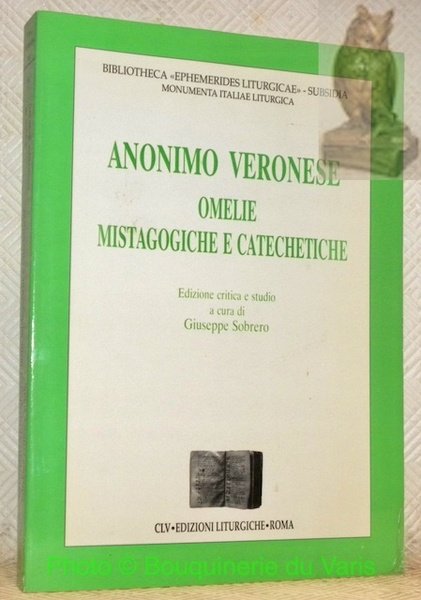 BIBLIOTHECA «EPHEMERIDES LITURGICAE» - SUBSIDIA
MONUMENTA ITALIAE LITURGICA
ANONIMO VERONESE
OMELIE
MISTAGOGICHE E CATECHETICHE
Edizione critica e studio
a cura di
Giuseppe Sobrero
CLV • EDIZIONI LITURGICHE • ROMA
Photo © Bouquinerie du Varis